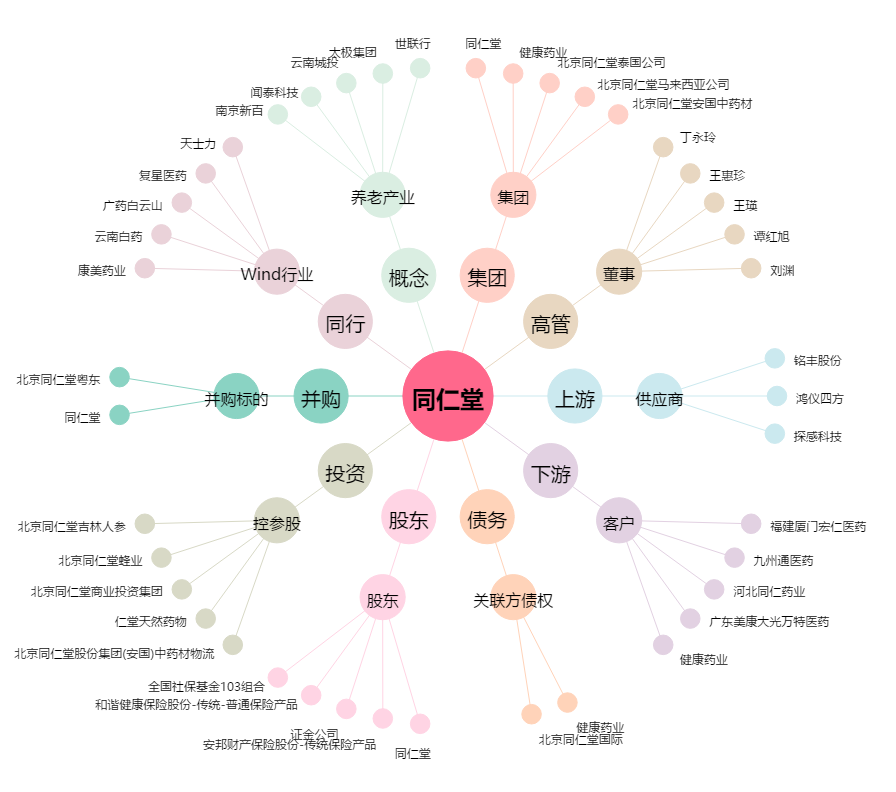 世联行
同仁堂
太极集团
健康药业
云南城投
北京同仁堂泰国公司
闻泰科技
北京同仁堂马来西亚公司
南京新百
北京同仁堂安国中药材
天士力
丁永玲
复星医药
王惠珍
养老产业
集团
广药白云山
王瑛
云南白药
谭红旭
康美药业
Wind行业
概念
集团
董事
刘渊
同行
高管
铭丰股份
北京同仁堂粤东
并购标的
并购
同仁堂
上游
供应商
鸿仪四方
同仁堂
探感科技
投资
下游
北京同仁堂吉林人参
控参股
股东
债务
客户
福建厦门宏仁医药
北京同仁堂蜂业
九州通医药
北京同仁堂商业投资集团
股东
关联方债权
河北同仁药业
仁堂天然药物
广东美康大光万特医药
北京同仁堂股份集团(安国)中药材物流
健康药业
全国社保基金103组合
和谐健康保险股份-传统-普通保险产品
健康药业
证金公司
北京同仁堂国际
安邦财产保险股份-传统保险产品
同仁堂